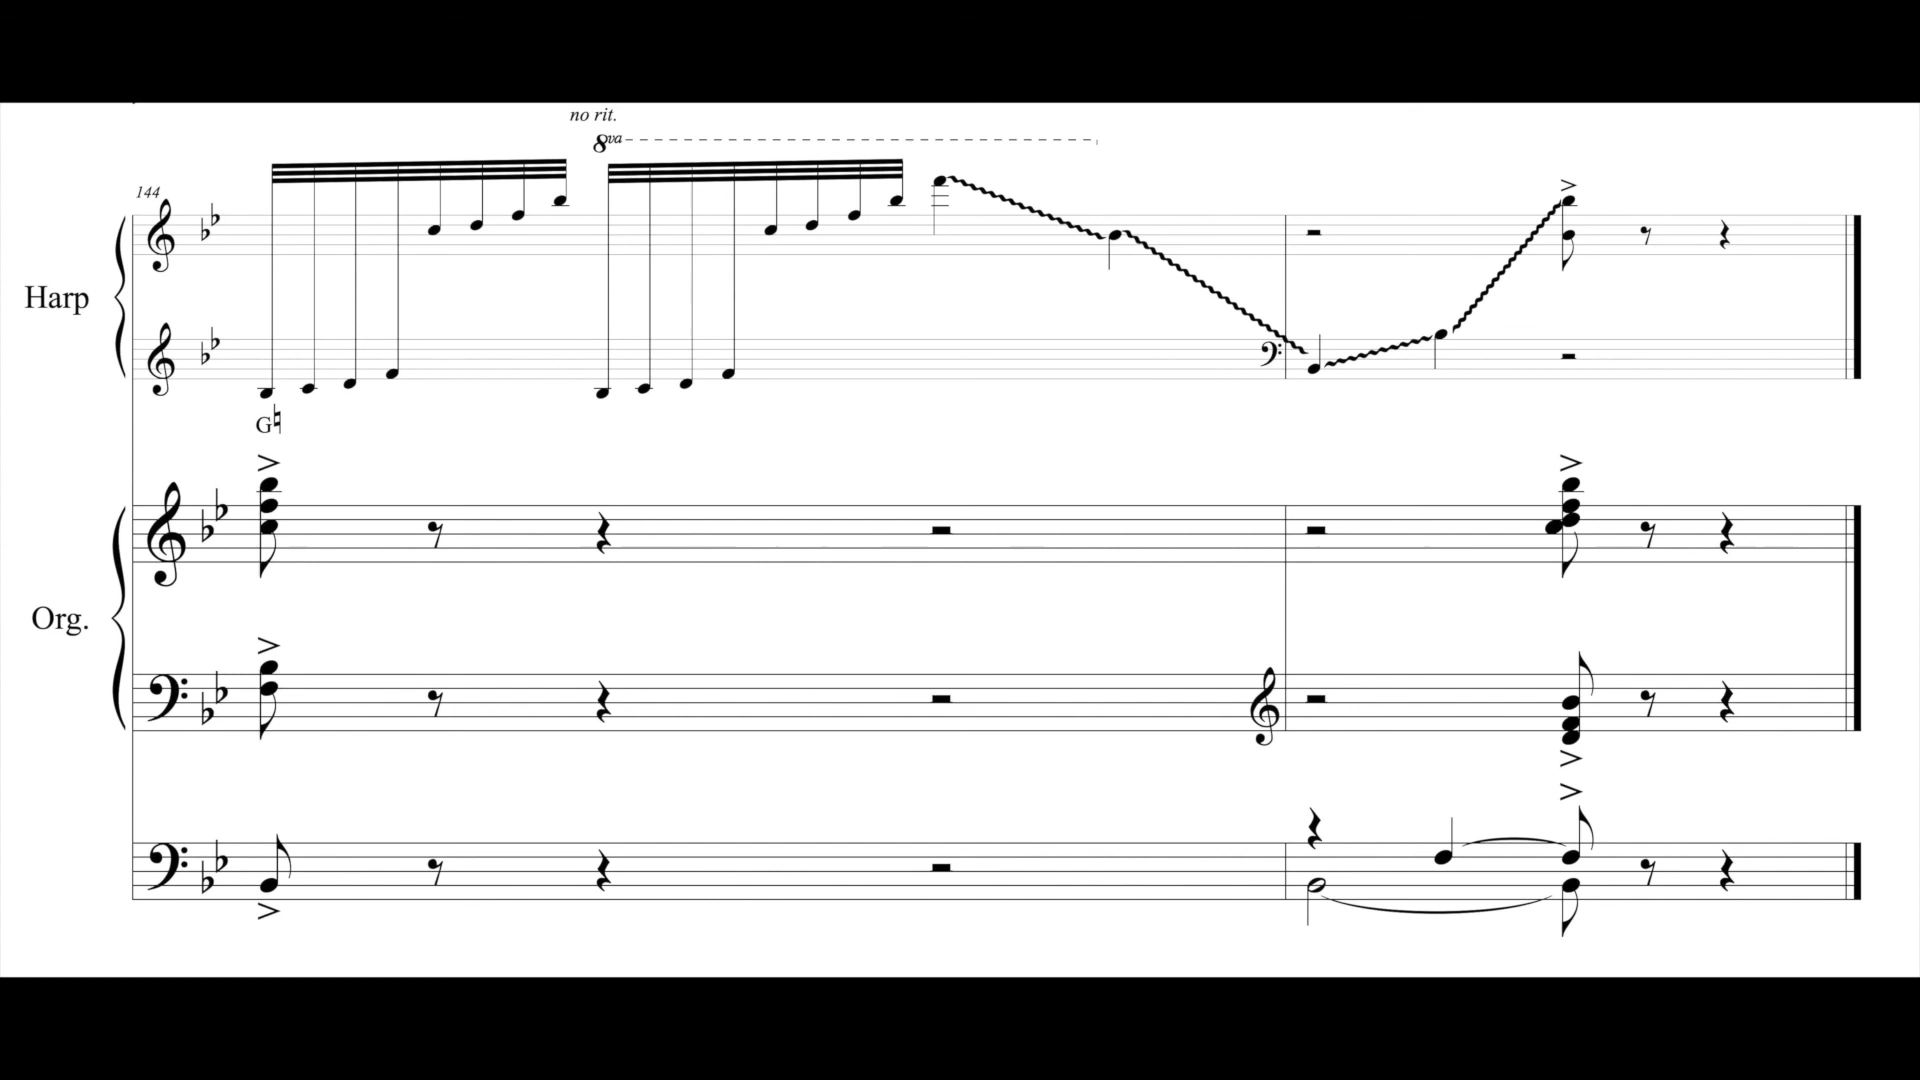 no rit.
8va
144
Harp
G♮
Org.